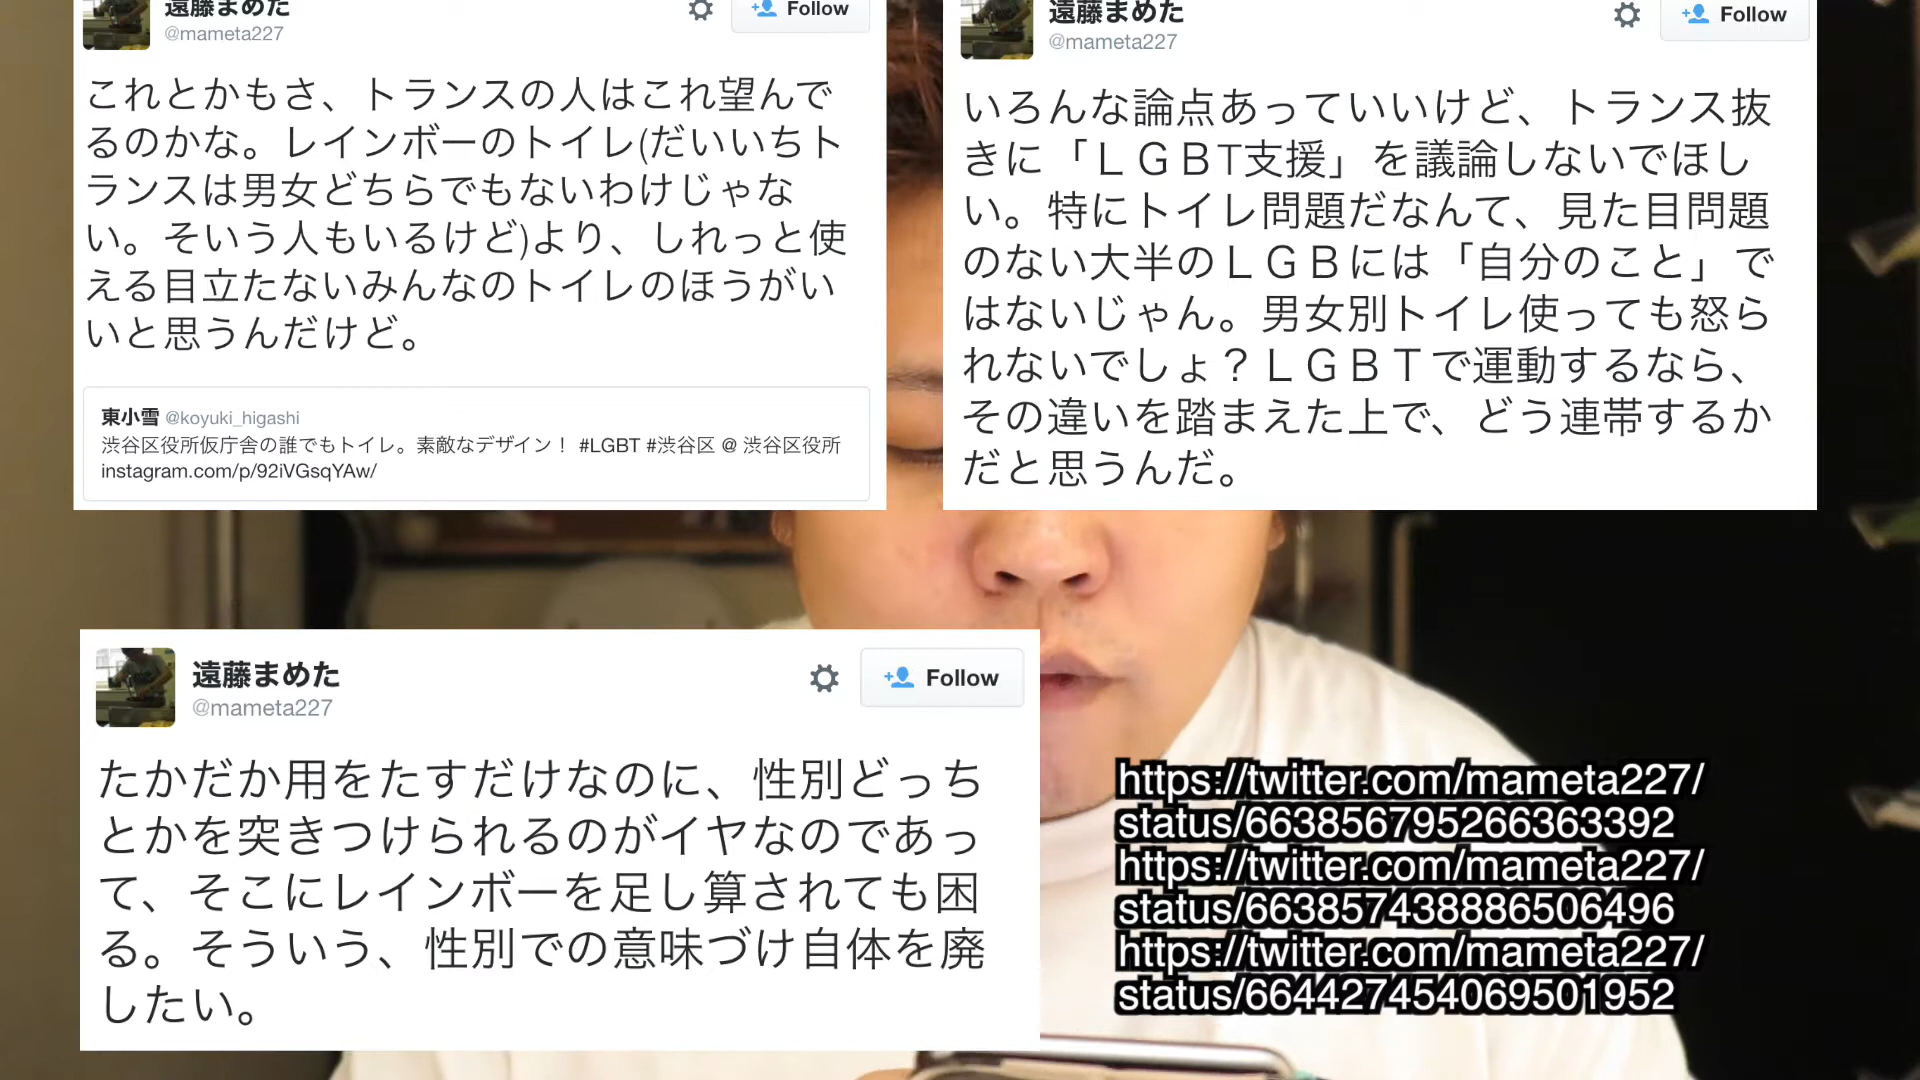 遠藤まめた
@mameta227
Follow
これとかもさ、トランスの人はこれ望んで
るのかな。レインボーのトイレ(だいいちト
ランスは男女どちらでもないわけじゃな
い。そいう人もいるけど)より、しれっと使
える目立たないみんなのトイレのほうがい
いと思うんだけど。
東小雪 @koyuki_higashi
渋谷区役所仮庁舎の誰でもトイレ。素敵なデザイン！ #LGBT #渋谷区 @ 渋谷区役所
instagram.com/p/92iVGsqYAw/
遠藤まめた
@mameta227
Follow
いろんな論点あっていいけど、トランス抜
きに「ＬＧＢT支援」を議論しないでほし
い。特にトイレ問題だなんて、見た目問題
のない大半のＬＧＢには「自分のこと」で
はないじゃん。男女別トイレ使っても怒ら
れないでしょ？ＬＧＢＴで運動するなら、
その違いを踏まえた上で、どう連帯するか
だと思うんだ。
遠藤まめた
@mameta227
Follow
たかだか用をたすだけなのに、性別どっち
とかを突きつけられるのがイヤなのであっ
て、そこにレインボーを足し算されても困
る。そういう、性別での意味づけ自体を廃
したい。
https://twitter.com/mameta227/
status/663856795266363392
https://twitter.com/mameta227/
status/663857438886506496
https://twitter.com/mameta227/
status/664427454069501952